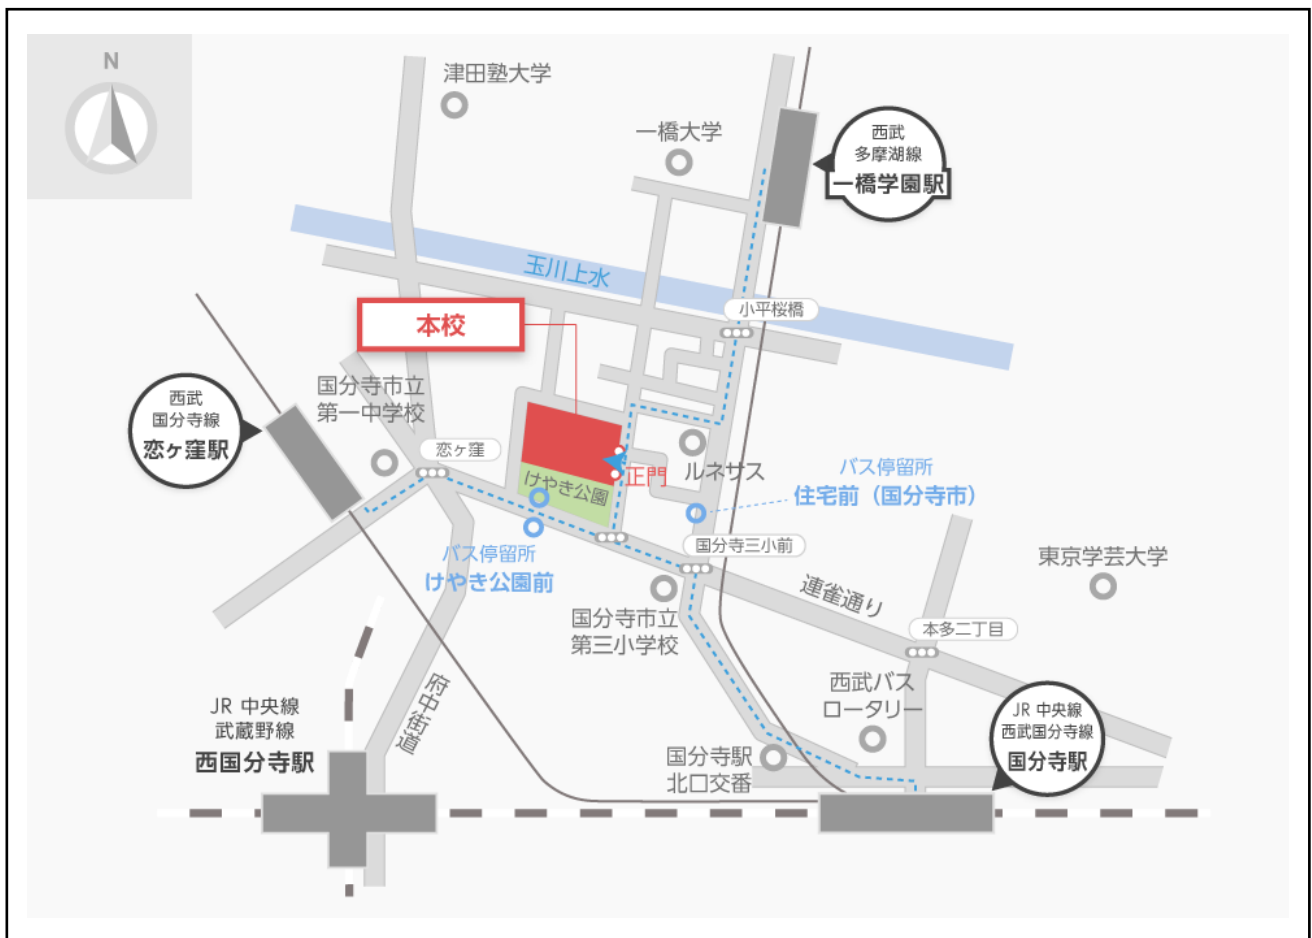 N
津田塾大学
一橋大学
西武
多摩湖線
一橋学園駅
玉川上水
小平桜橋
本校
国分寺市立
第一中学校
西武
国分寺線
恋ヶ窪駅
恋ヶ窪
ルネサス
正門
けやき公園
バス停留所
住宅前（国分寺市）
バス停留所
けやき公園前
国分寺三小前
東京学芸大学
連雀通り
国分寺市立
第三小学校
本多二丁目
西武バス
ロータリー
府中街道
JR 中央線
武蔵野線
西国分寺駅
国分寺駅
北口交番
JR 中央線
西武国分寺線
国分寺駅